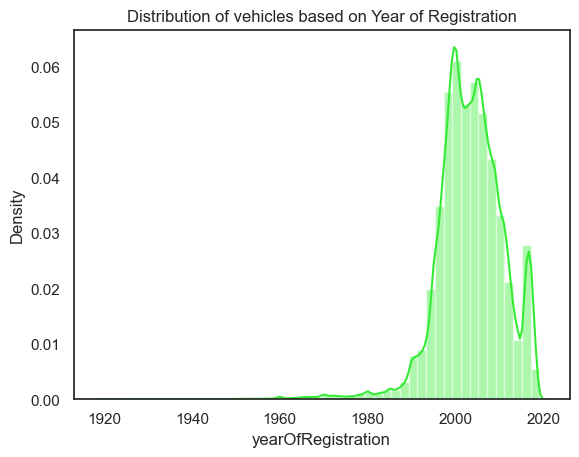 Distribution of vehicles based on Year of Registration
0.06
0.05
0.04
0.03
0.02
0.01
0.00
Density
1920 1940 1960 1980 2000 2020
yearOfRegistration